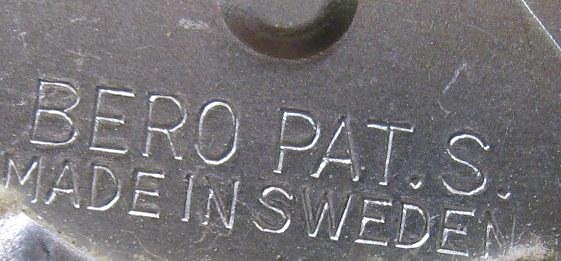 BERO PAT. S.
MADE IN SWEDEN